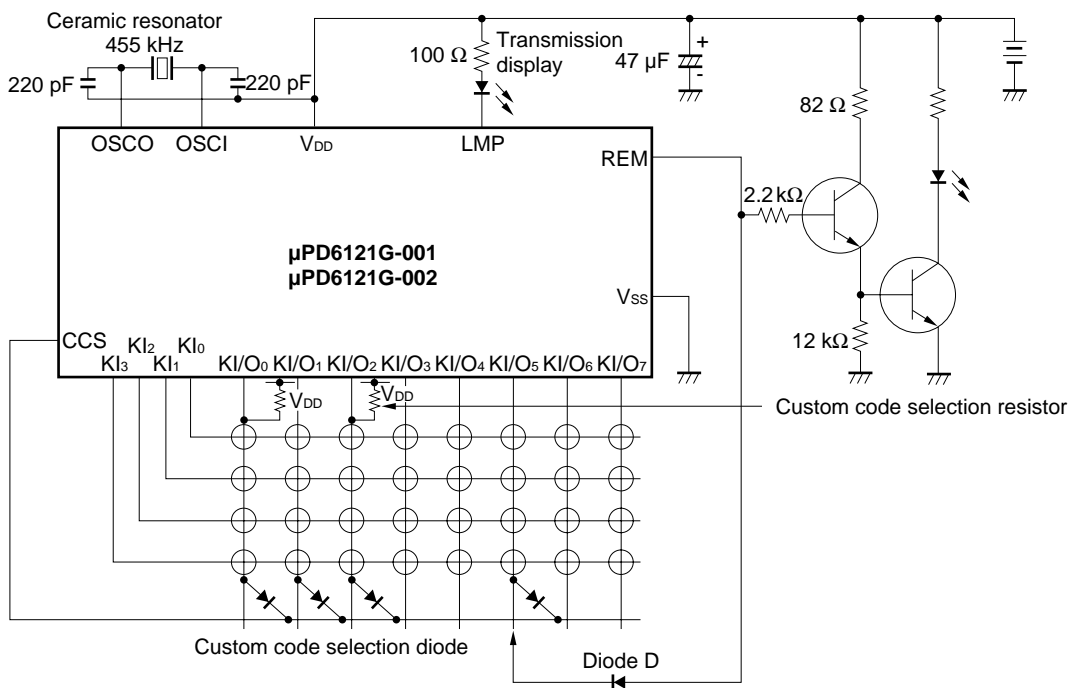 Ceramic resonator
455 kHz
220 pF
220 pF
100 Ω
Transmission
display
47 µF
+
-
82 Ω
OSCO
OSCI
VDD
LMP
REM
2.2 kΩ
µPD6121G-001
µPD6121G-002
VSS
12 kΩ
CCS
KI3
KI2
KI1
KI0
KI/O0
KI/O1
KI/O2
KI/O3
KI/O4
KI/O5
KI/O6
KI/O7
VDD
VDD
Custom code selection resistor
Custom code selection diode
Diode D